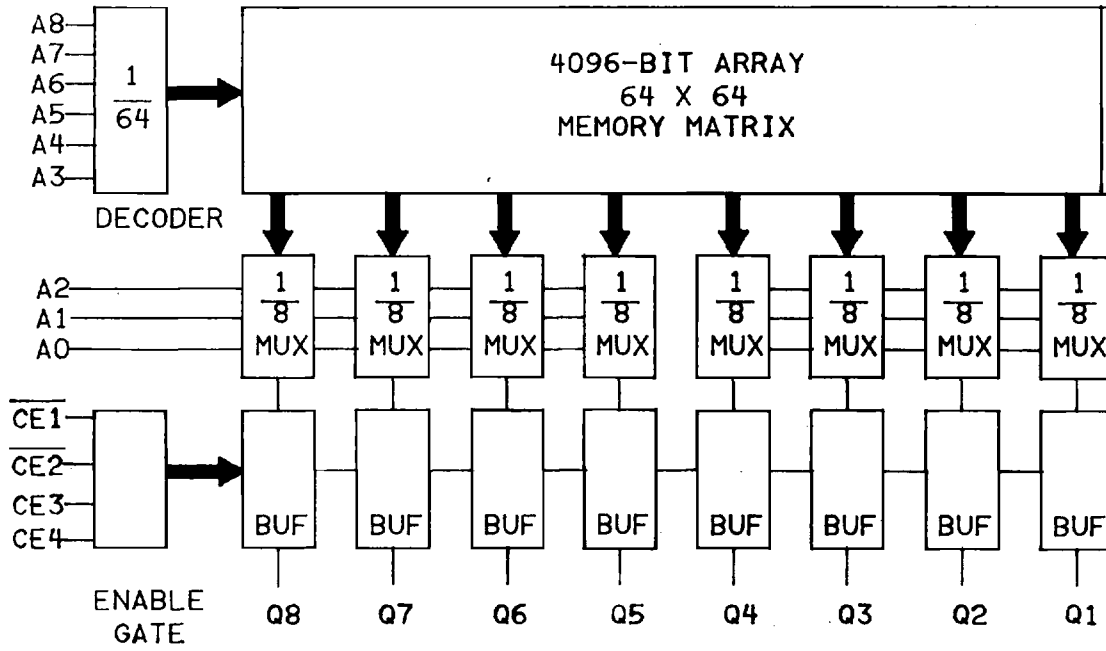 A8
A7
A6
A5
A4
A3
1
64
DECODER
4096-BIT ARRAY
64 X 64
MEMORY MATRIX
A2
A1
A0
1 1 1 1 1 1 1 1
8 8 8 8 8 8 8 8
MUX MUX MUX MUX MUX MUX MUX MUX
CE1
CE2
CE3
CE4
BUF BUF BUF BUF BUF BUF BUF BUF
ENABLE
GATE
Q8 Q7 Q6 Q5 Q4 Q3 Q2 Q1